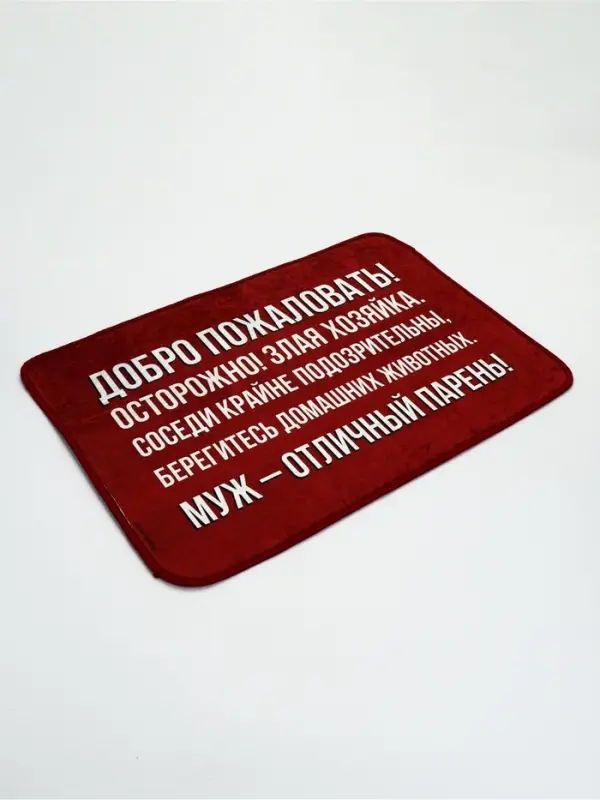 ДОБРО ПОЖАЛОВАТЬ!
ОСТОРОЖНО! ЗЛАЯ ХОЗЯЙКА.
СОСЕДИ КРАЙНЕ ПОДОЗРИТЕЛЬНЫ,
БЕРЕГИТЕСЬ ДОМАШНИХ ЖИВОТНЫХ.
МУЖ – ОТЛИЧНЫЙ ПАРЕНЬ!